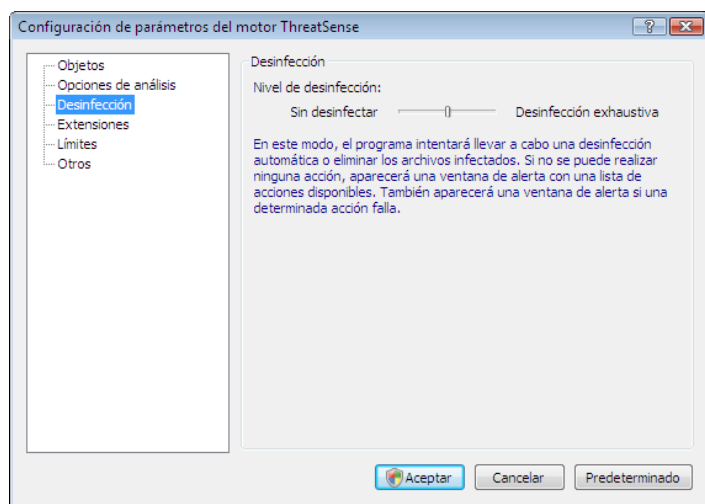 Configuración de parámetros del motor ThreatSense
Objetos
Opciones de análisis
Desinfección
Extensiones
Límites
Otros
Desinfección
Nivel de desinfección:
Sin desinfectar
Desinfección exhaustiva
En este modo, el programa intentará llevar a cabo una desinfección
automática o eliminar los archivos infectados. Si no se puede realizar
ninguna acción, aparecerá una ventana de alerta con una lista de
acciones disponibles. También aparecerá una ventana de alerta si una
determinada acción falla.
Aceptar
Cancelar
Predeterminado